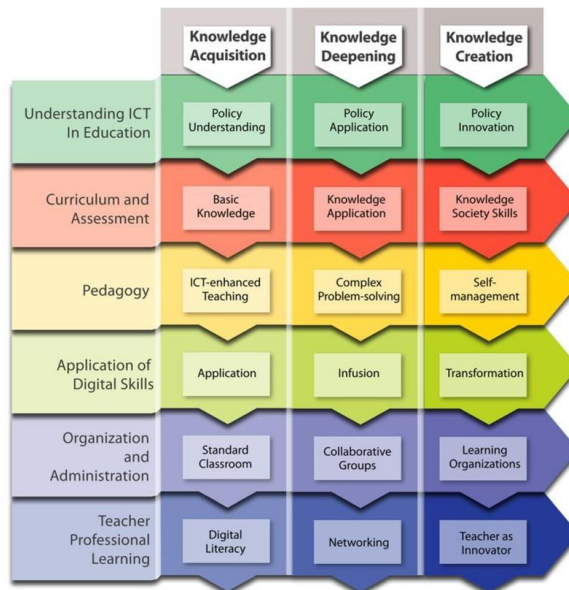 Knowledge
Acquisition
Knowledge
Deepening
Knowledge
Creation
Understanding ICT
In Education
Policy
Understanding
Policy
Application
Policy
Innovation
Curriculum and
Assessment
Basic
Knowledge
Knowledge
Application
Knowledge
Society Skills
Pedagogy
ICT-enhanced
Teaching
Complex
Problem-solving
Self-
management
Application of
Digital Skills
Application
Infusion
Transformation
Organization
and
Administration
Standard
Classroom
Collaborative
Groups
Learning
Organizations
Teacher
Professional
Learning
Digital
Literacy
Networking
Teacher as
Innovator